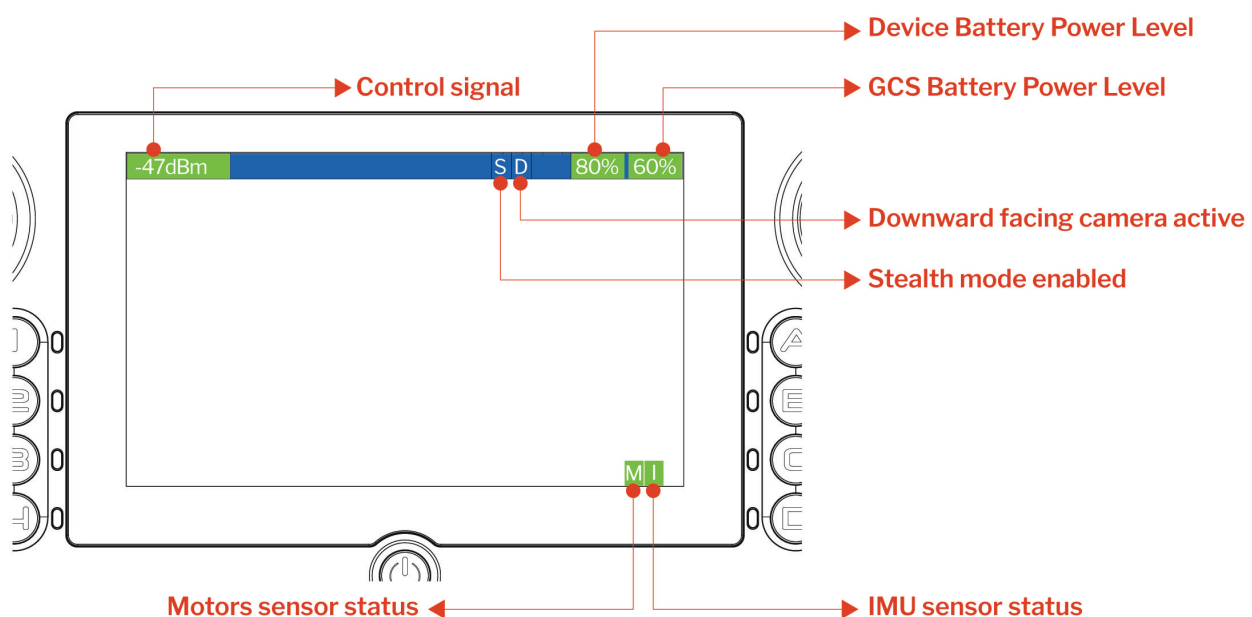 Device Battery Power Level
Control signal
GCS Battery Power Level
-47dBm
S D
80%
60%
Downward facing camera active
Stealth mode enabled
A
M I
Motors sensor status
IMU sensor status